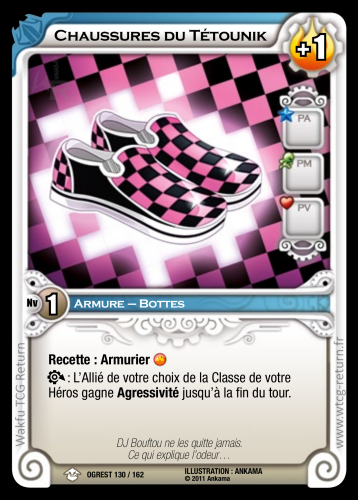 Chaussures du Tétounik
+1
PA
PM
PV
Nv 1 Armure – Bottes
Recette : Armurier
: L'Allié de votre choix de la Classe de votre
Héros gagne Agressivité jusqu'à la fin du tour.
DJ Bouftou ne les quitte jamais.
Ce qui explique l'odeur…
OGREST 130 / 162
ILLUSTRATION : ANKAMA
© 2011 Ankama
Wakfu TCG Return
www.wtcg-return.fr